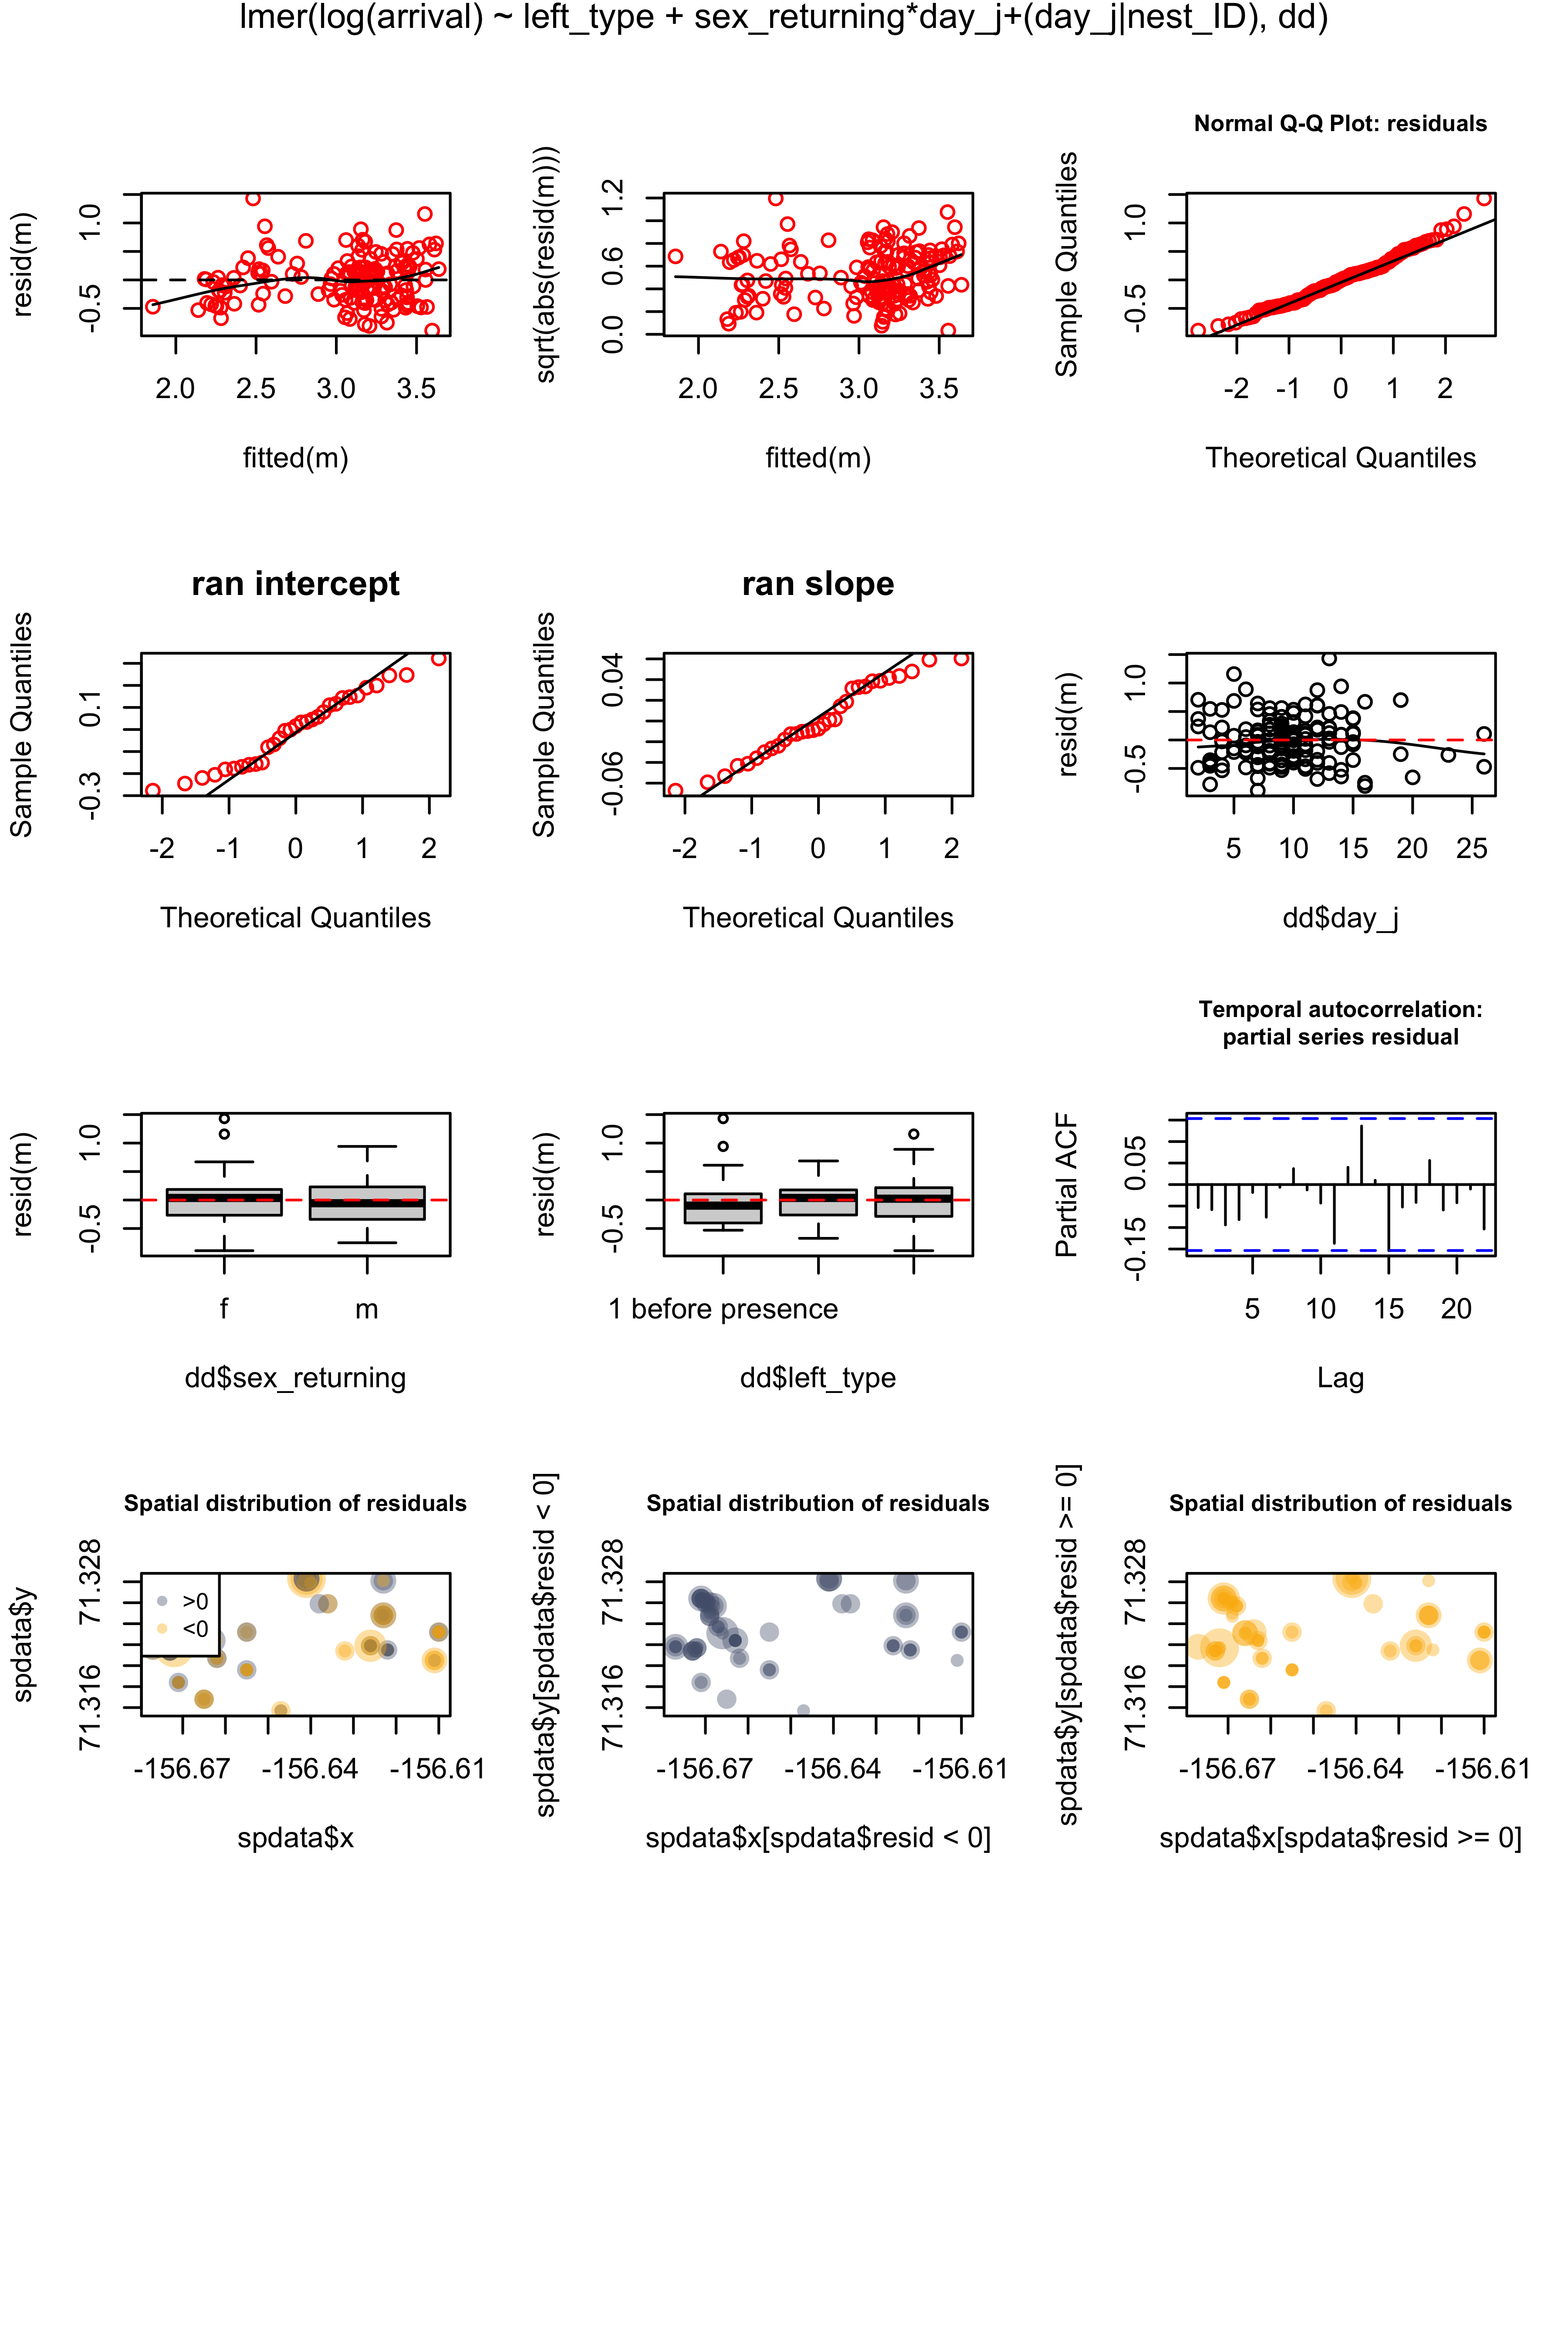 lmer(log(arrival) ~ left_type + sex_returning*day_j+(day_j|nest_ID), dd)
resid(m)
-0.5 1.0
2.0 2.5 3.0 3.5
fitted(m)
sqrt(abs(resid(m)))
0.0 0.6 1.2
2.0 2.5 3.0 3.5
fitted(m)
Normal Q-Q Plot: residuals
Sample Quantiles
-0.5 1.0
-2 -1 0 1 2
Theoretical Quantiles
ran intercept
Sample Quantiles
-0.3 0.1
-2 -1 0 1 2
Theoretical Quantiles
ran slope
Sample Quantiles
-0.06 0.04
-2 -1 0 1 2
Theoretical Quantiles
resid(m)
-0.5 1.0
5 10 15 20 25
dd$day_j
resid(m)
-0.5 1.0
f m
dd$sex_returning
resid(m)
-0.5 1.0
1 before presence
dd$left_type
Temporal autocorrelation:
partial series residual
Partial ACF
-0.15 0.05
5 10 15 20
Lag
Spatial distribution of residuals
spdata$y
71.316 71.328
>0
<0
-156.67 -156.64 -156.61
spdata$x
Spatial distribution of residuals
spdata$y[spdata$resid < 0]
71.316 71.328
-156.67 -156.64 -156.61
spdata$x[spdata$resid < 0]
Spatial distribution of residuals
spdata$y[spdata$resid >= 0]
71.316 71.328
-156.67 -156.64 -156.61
spdata$x[spdata$resid >= 0]